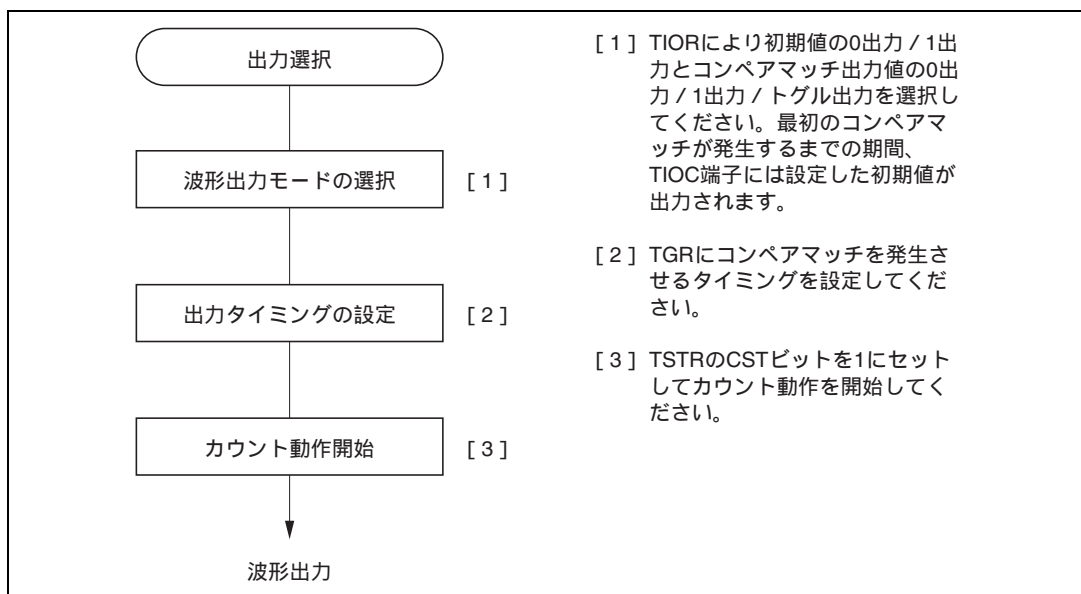 出力選択
波形出力モードの選択 [ 1 ]
出力タイミングの設定 [ 2 ]
カウント動作開始 [ 3 ]
波形出力
[ 1 ] TIORにより初期値の0出力 / 1出
力とコンペアマッチ出力値の0出
力 / 1出力 / トグル出力を選択し
てください。最初のコンペアマ
ッチが発生するまでの期間、
TIOC端子には設定した初期値が
出力されます。
[ 2 ] TGRにコンペアマッチを発生さ
せるタイミングを設定してくだ
さい。
[ 3 ] TSTRのCSTビットを1にセット
してカウント動作を開始してく
ださい。